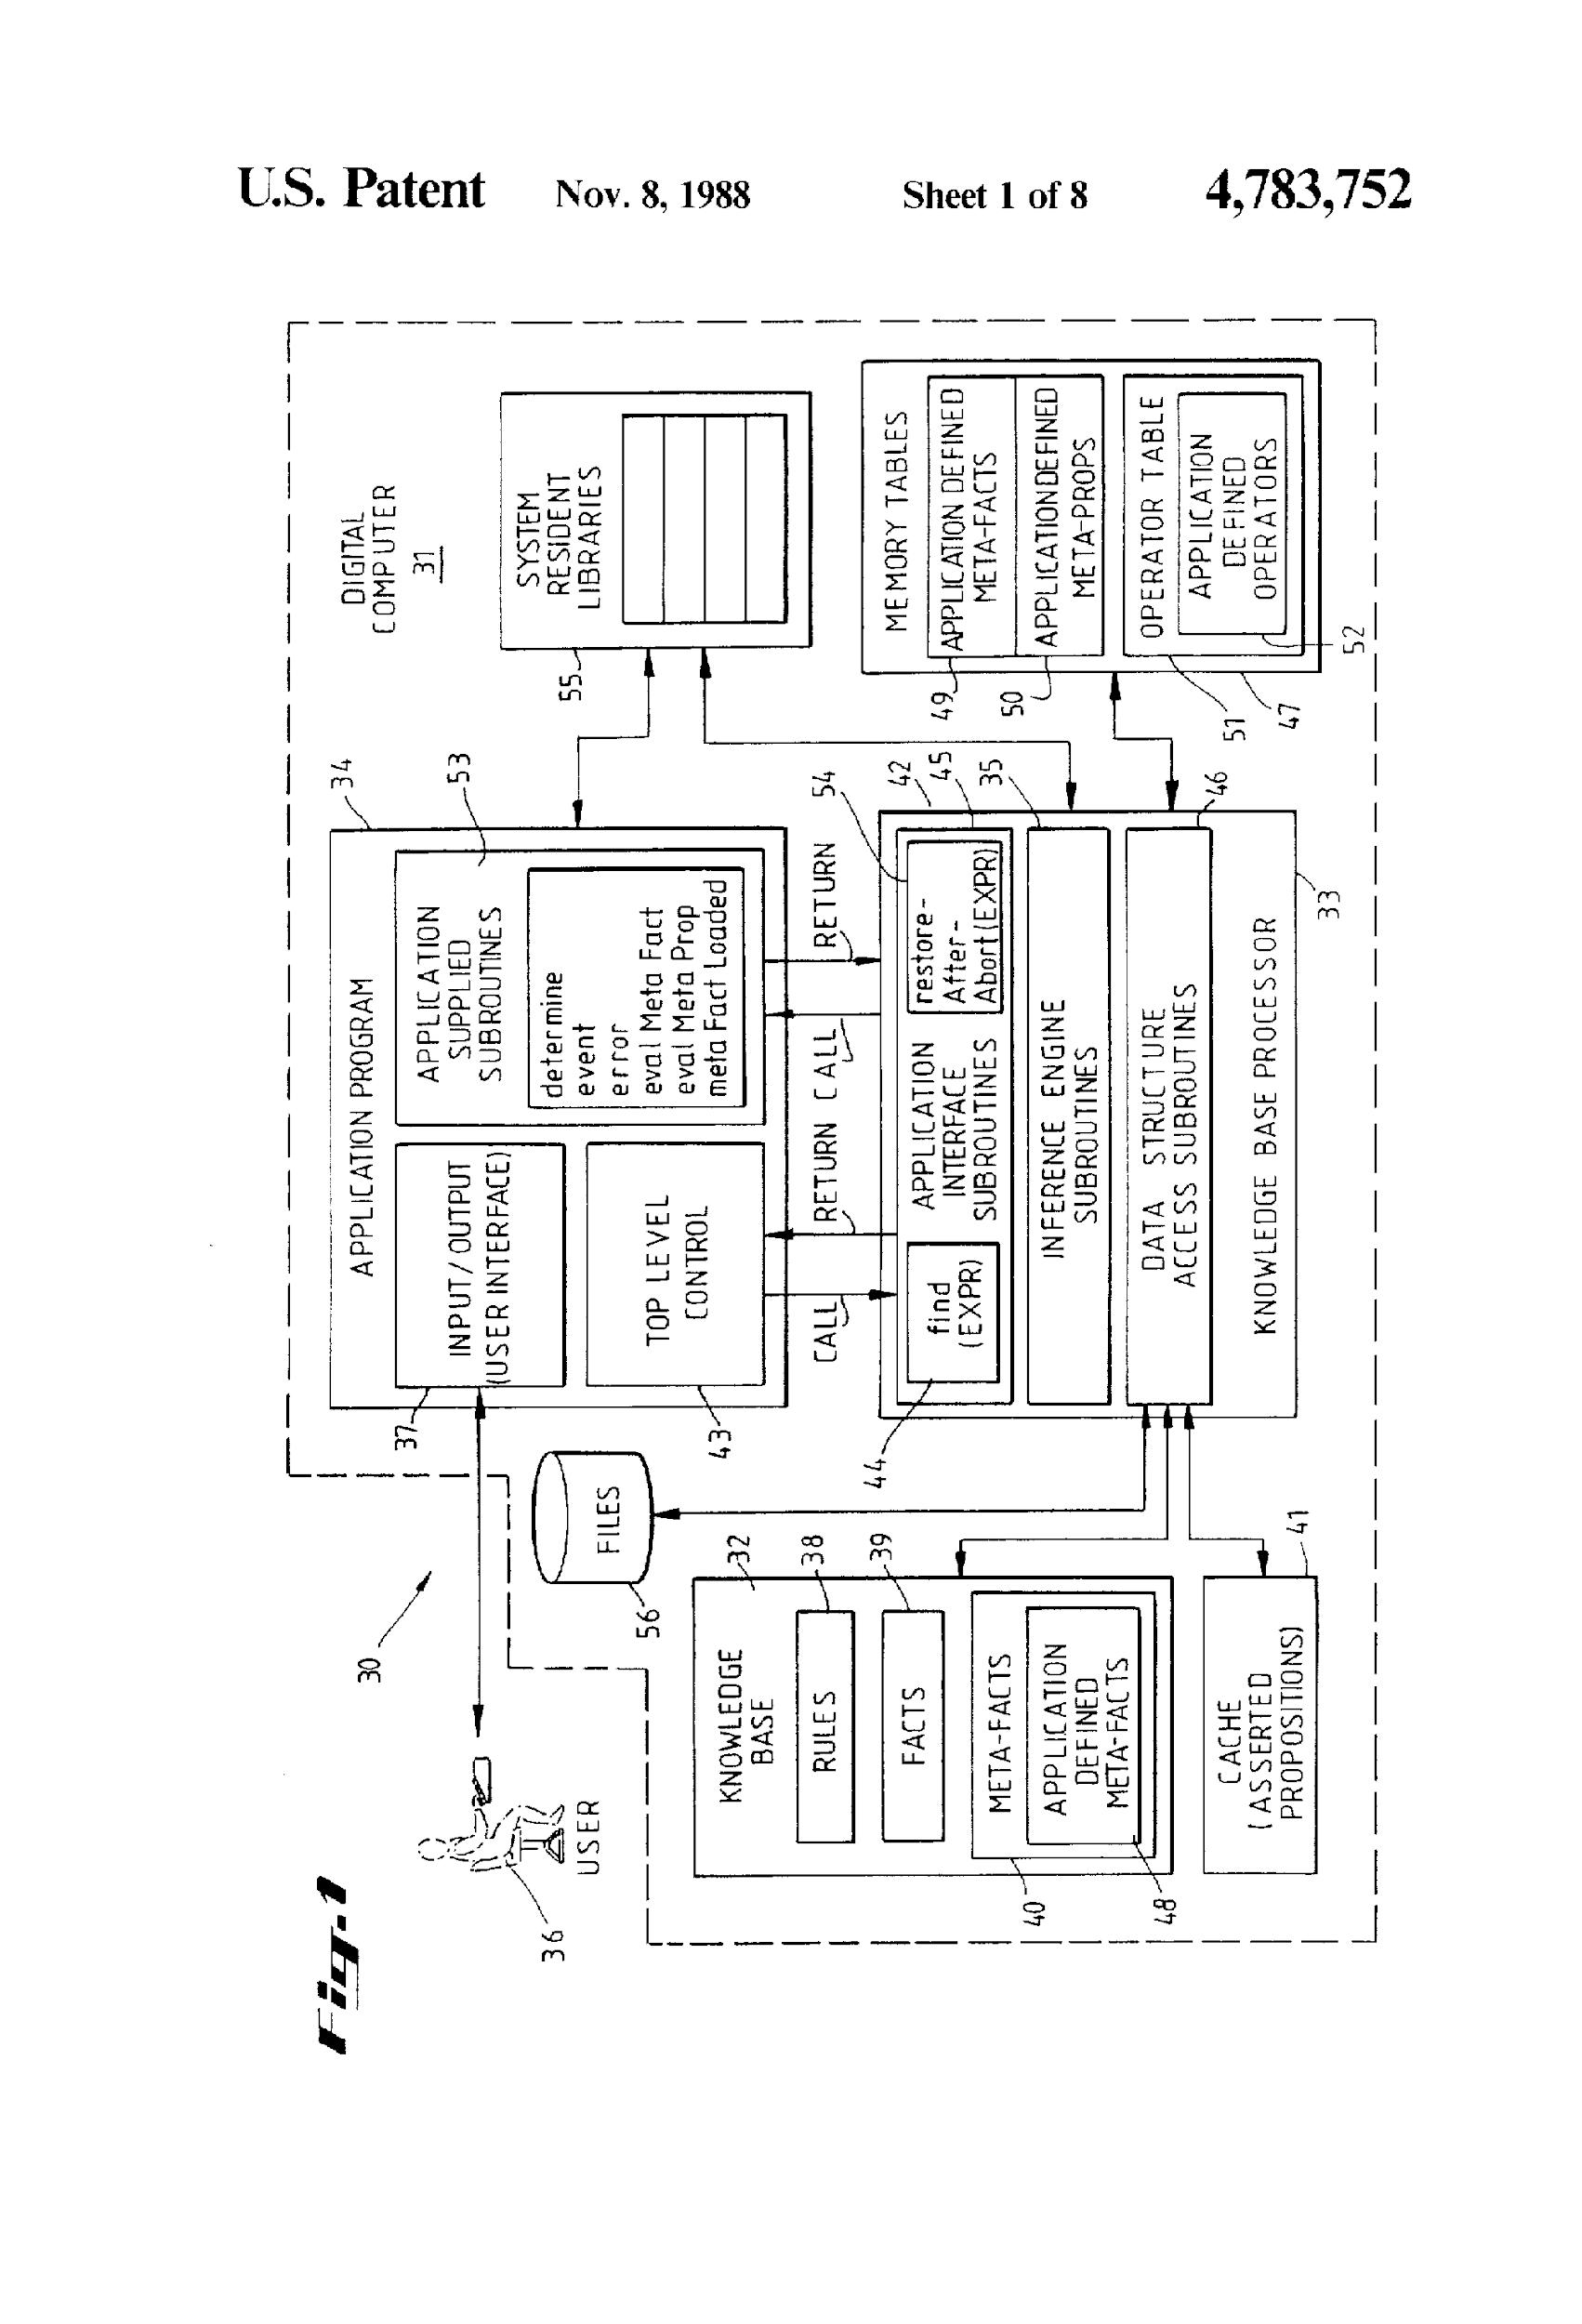 U.S. Patent Nov. 8, 1988 Sheet 1 of 8 4,783,752
Fig-1
30
36
USER
DIGITAL
COMPUTER
31
34
APPLICATION PROGRAM
37
INPUT/OUTPUT
(USER INTERFACE)
43
TOP LEVEL
CONTROL
53
APPLICATION
SUPPLIED
SUBROUTINES
determine
event
error
eval Meta Fact
eval Meta Prop
meta Fact Loaded
55
SYSTEM
RESIDENT
LIBRARIES
56
FILES
CALL
RETURN
CALL
RETURN
32
KNOWLEDGE
BASE
38
RULES
39
FACTS
40
META-FACTS
48
APPLICATION
DEFINED
META-FACTS
41
CACHE
(ASSERTED
PROPOSITIONS)
42
44
find
(EXPR)
45
APPLICATION
INTERFACE
SUBROUTINES
54
restore-
After-
Abort(EXPR)
35
INFERENCE ENGINE
SUBROUTINES
46
DATA STRUCTURE
ACCESS SUBROUTINES
KNOWLEDGE BASE PROCESSOR
33
MEMORY TABLES
49
APPLICATION DEFINED
META-FACTS
50
APPLICATION DEFINED
META-PROPS
51
OPERATOR TABLE
APPLICATION
DEFINED
OPERATORS
47
52